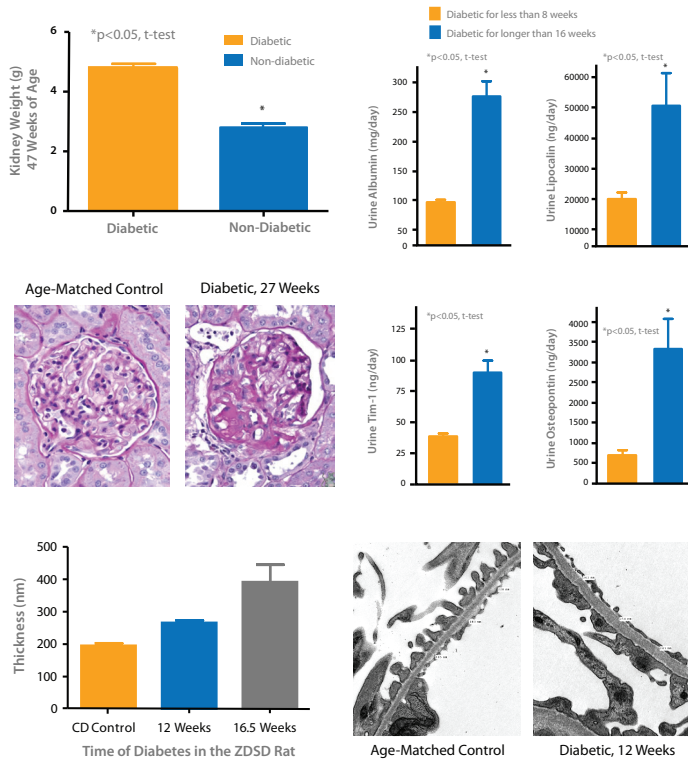 *p<0.05, t-test
Diabetic
Non-diabetic
Kidney Weight (g)
47 Weeks of Age
6
4
2
0
*
Diabetic
Non-Diabetic
Diabetic for less than 8 weeks
Diabetic for longer than 16 weeks
*p<0.05, t-test
Urine Albumin (mg/day)
300
250
200
150
100
50
0
*
*p<0.05, t-test
Urine Lipocalin (ng/day)
60000
50000
40000
30000
20000
10000
0
*
Age-Matched Control
Diabetic, 27 Weeks
*p<0.05, t-test
Urine Tim-1 (ng/day)
125
100
75
50
25
0
*
*p<0.05, t-test
Urine Osteopontin (ng/day)
4000
3500
3000
2500
2000
1500
1000
500
0
*
Thickness (nm)
500
400
300
200
100
0
CD Control
12 Weeks
16.5 Weeks
Time of Diabetes in the ZDSD Rat
Age-Matched Control
Diabetic, 12 Weeks